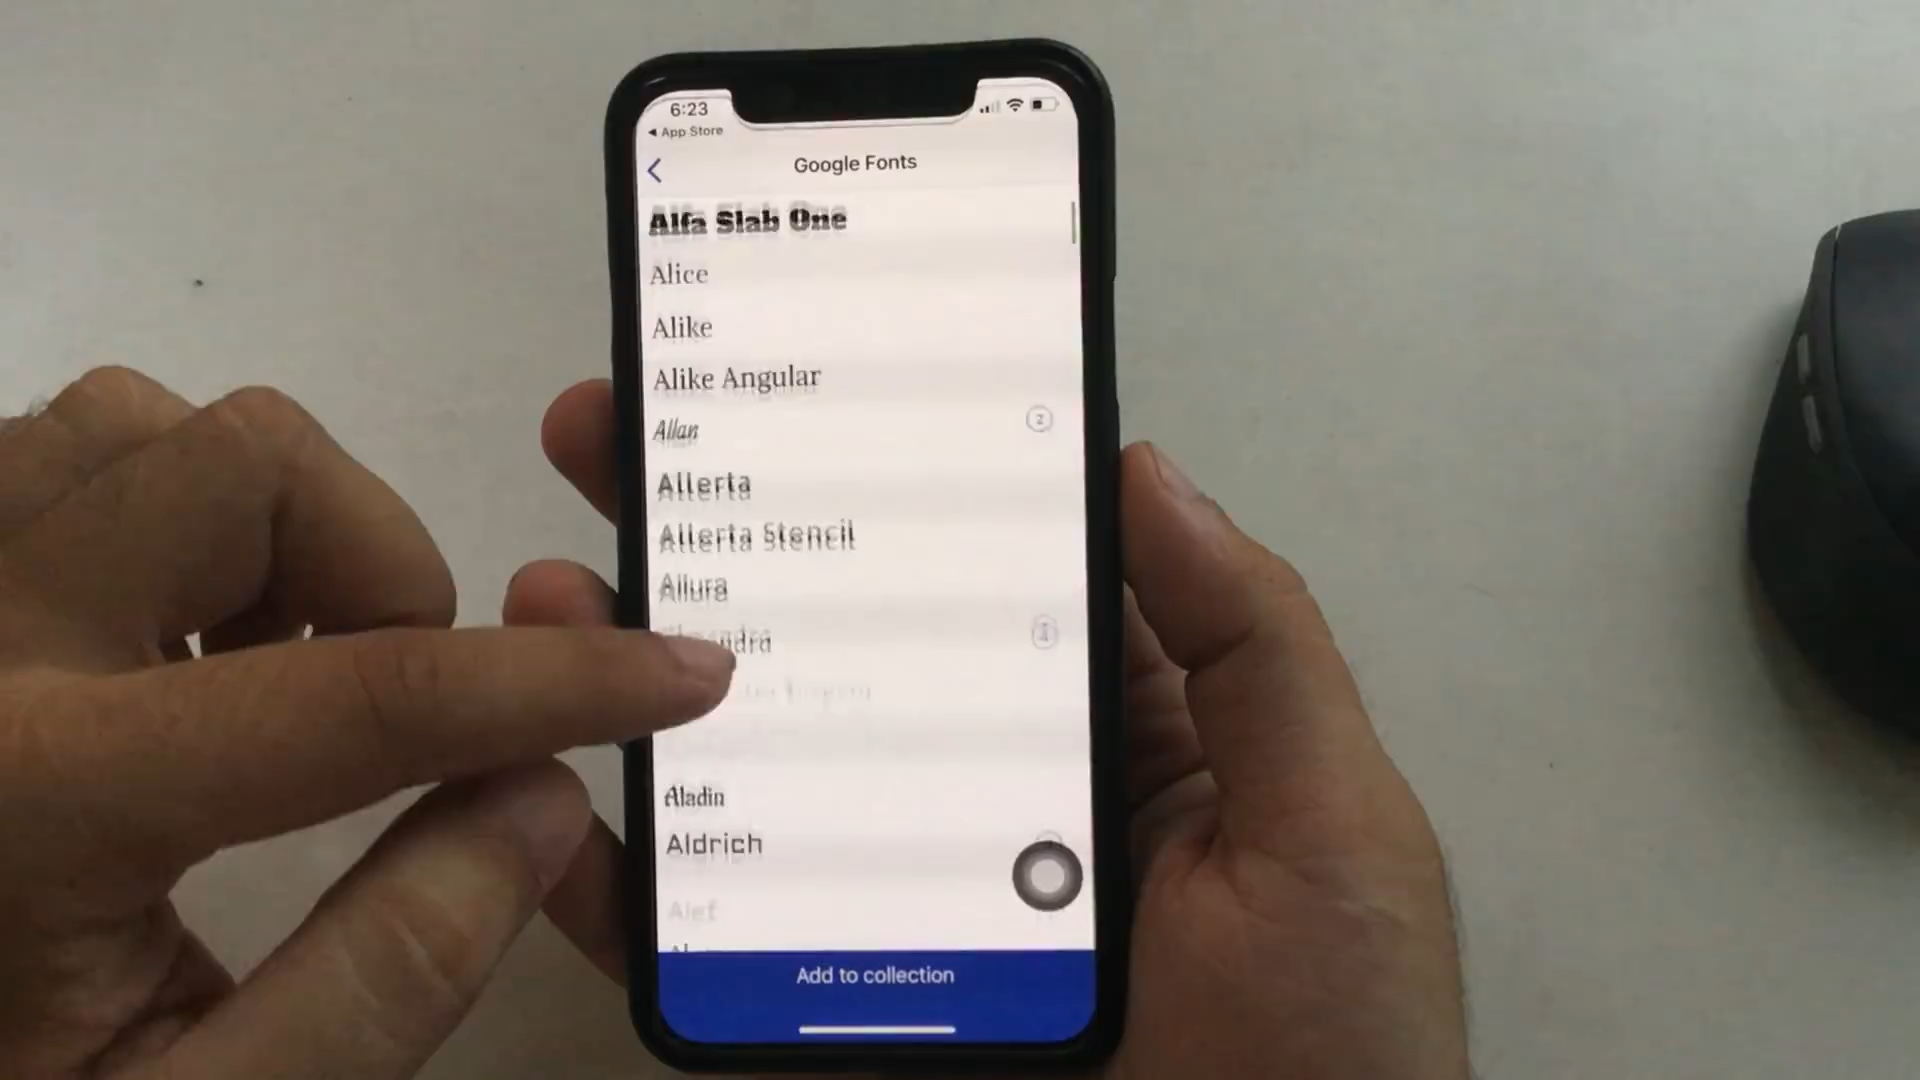 6:23
App Store
Google Fonts
Alfa Slab One
Alice
Alike
Alike Angular
Allan
2
Allerta
Allerta Stencil
Allura
Aladin
Aldrich
Alef
Add to collection